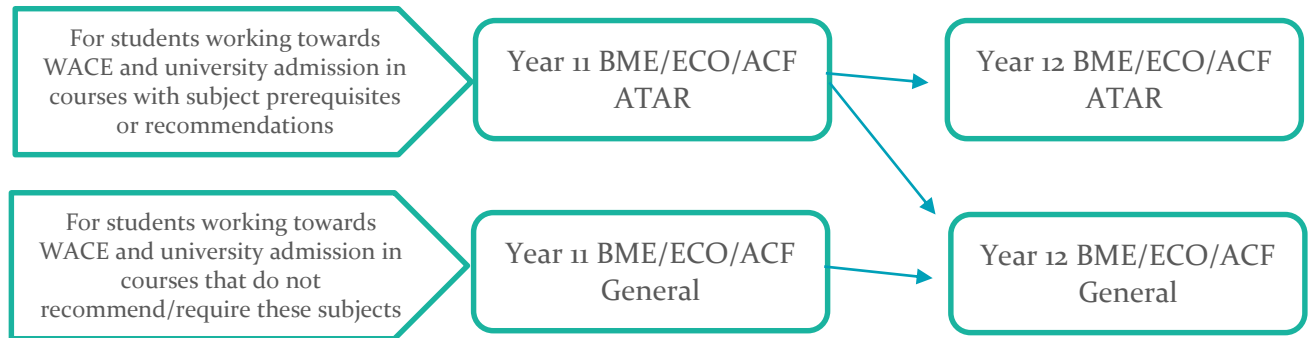 For students working towards
WACE and university admission in
courses with subject prerequisites
or recommendations
Year 11 BME/ECO/ACF
ATAR
Year 12 BME/ECO/ACF
ATAR
For students working towards
WACE and university admission in
courses that do not
recommend/require these subjects
Year 11 BME/ECO/ACF
General
Year 12 BME/ECO/ACF
General